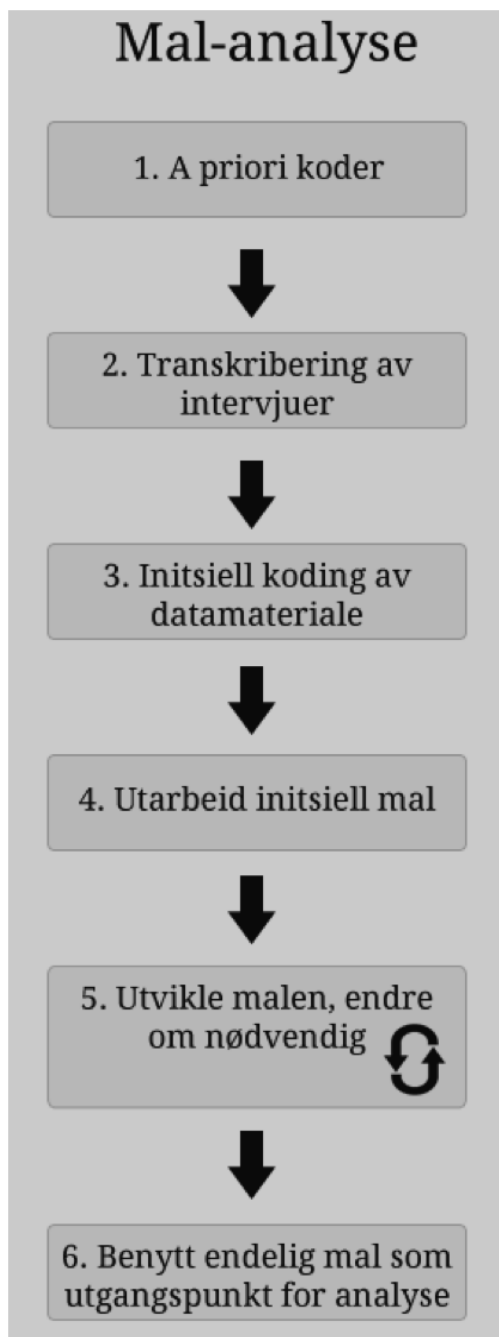 Mal-analyse
1. A priori koder
2. Transkribering av
intervjuer
3. Initsiell koding av
datamateriale
4. Utarbeid initsiell mal
5. Utvikle malen, endre
om nødvendig
6. Benytt endelig mal som
utgangspunkt for analyse